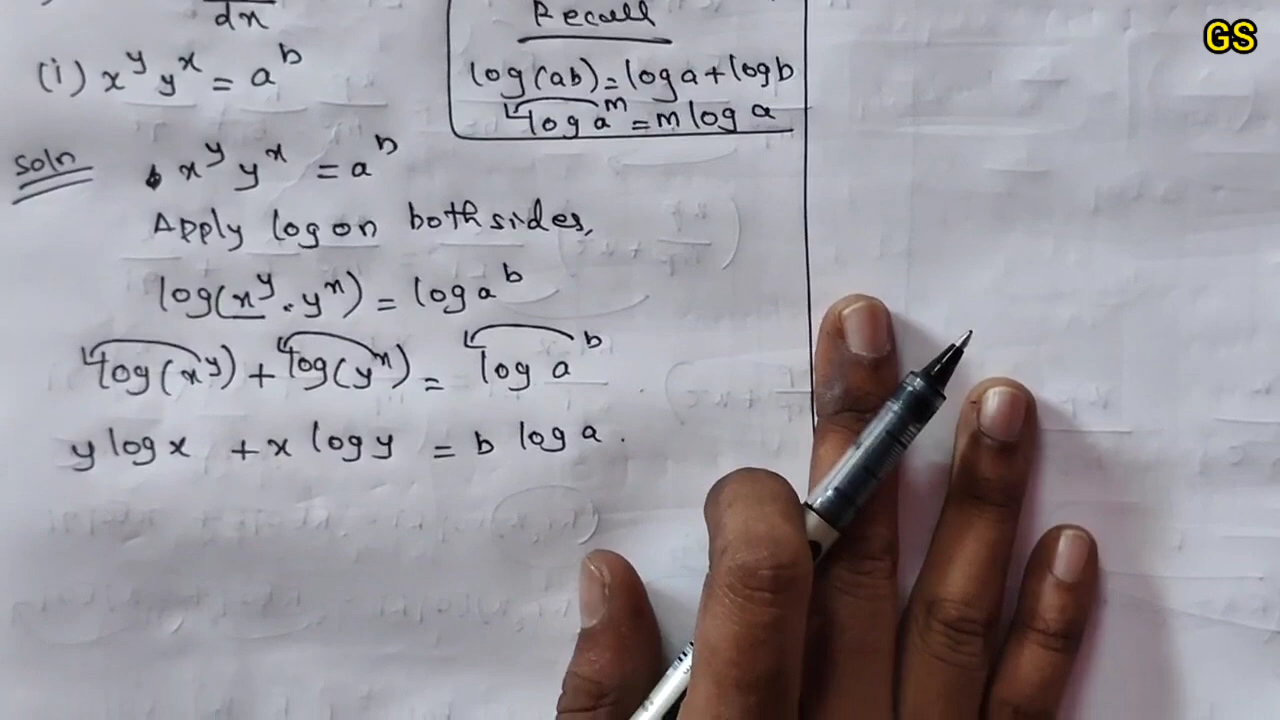 dx
(i) x^y y^x = a^b
Recall
log(ab) = log a + log b
log a^m = m log a
Soln
x^y y^x = a^b
Apply log on both sides,
log(x^y . y^x) = log a^b
log(x^y) + log(y^x) = log a^b
y log x + x log y = b log a.
GS